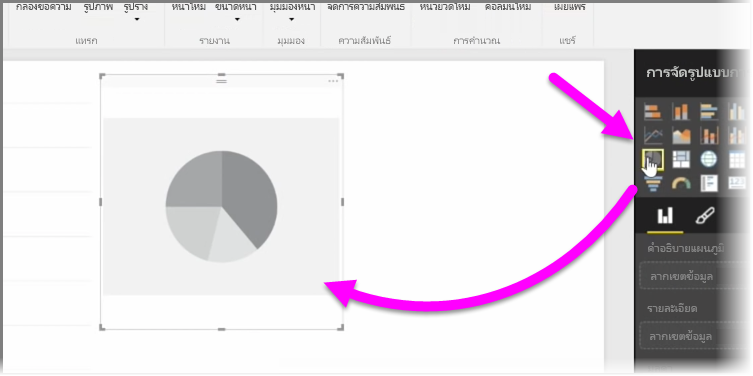 กล่องข้อความ รูปภาพ รูปร่าง หน้าใหม่ ขนาดหน้า มุมมองหน้า จัดการความสัมพันธ์ หน่วยวัดใหม่ คอลัมน์ใหม่ เผยแพร่
แทรก รายงาน มุมมอง ความสัมพันธ์ การคำนวณ แชร์
การจัดรูปแบบ
คำอธิบายแผนภูมิ
ลากเขตข้อมูล
รายละเอียด
ลากเขตข้อมูล